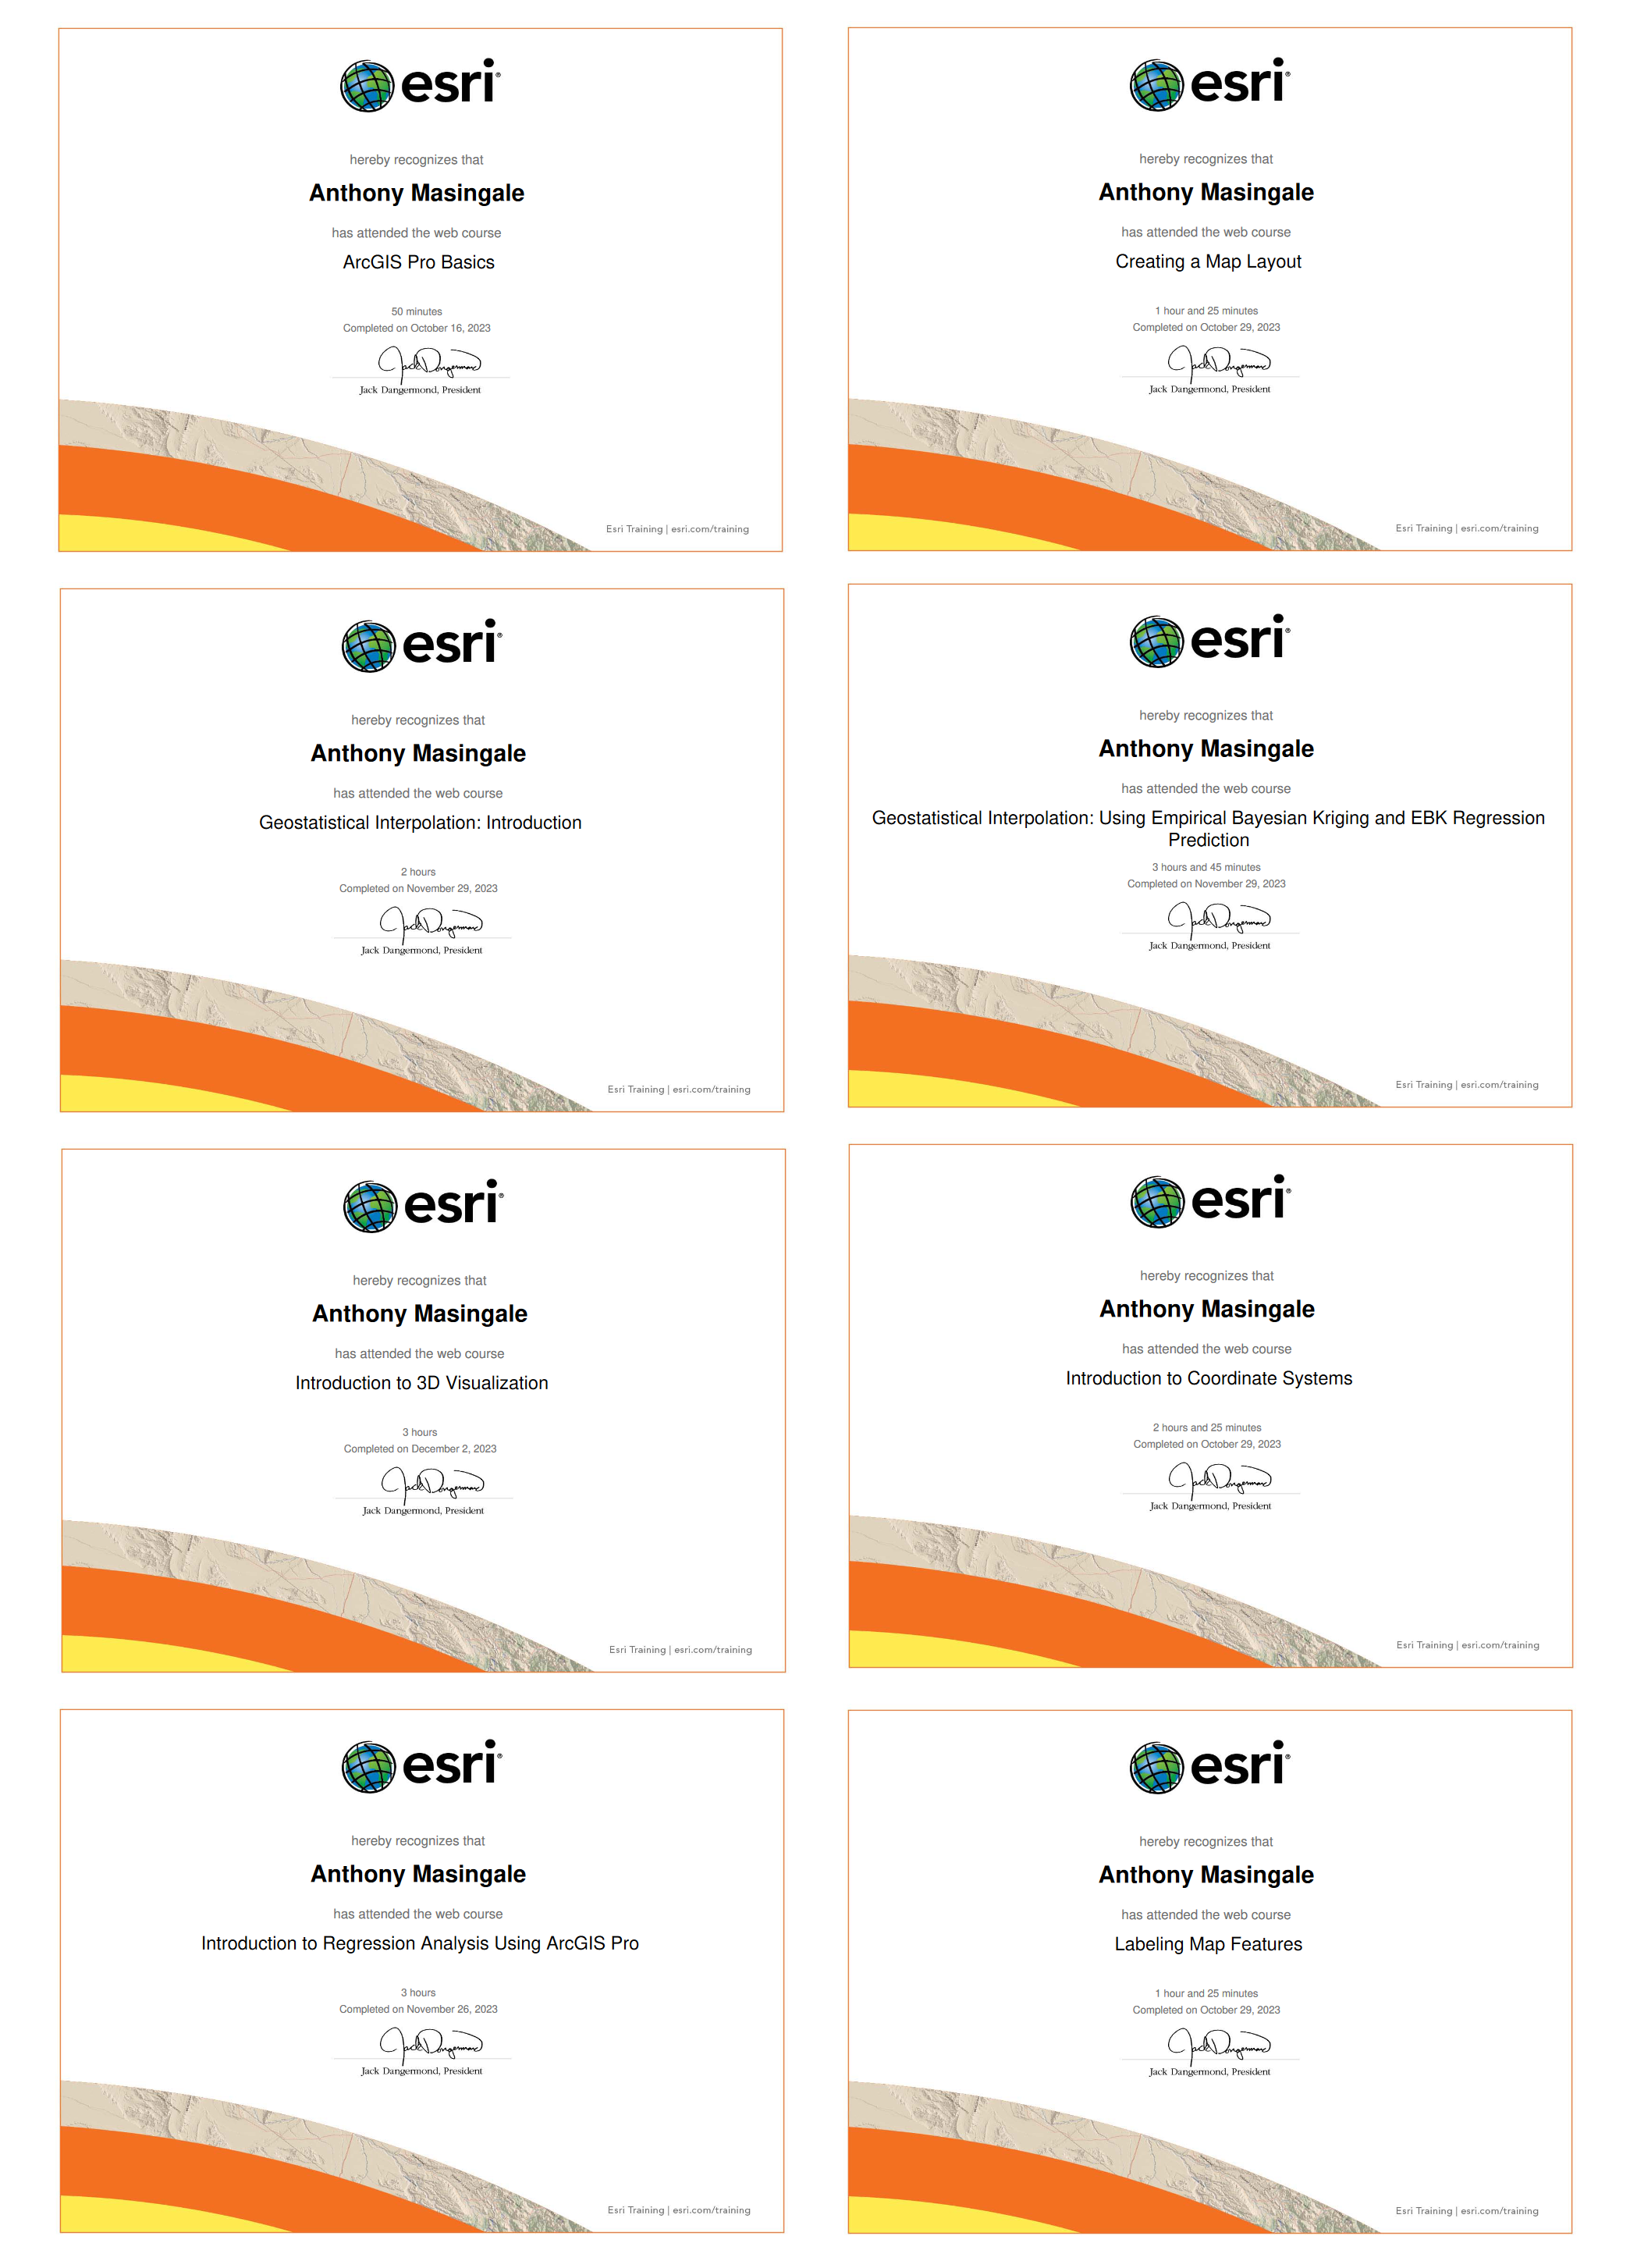 esri®
hereby recognizes that
Anthony Masingale
has attended the web course
ArcGIS Pro Basics
50 minutes
Completed on October 16, 2023
Jack Dangermond
Jack Dangermond, President
Esri Training | esri.com/training
esri®
hereby recognizes that
Anthony Masingale
has attended the web course
Creating a Map Layout
1 hour and 25 minutes
Completed on October 29, 2023
Jack Dangermond
Jack Dangermond, President
Esri Training | esri.com/training
esri®
hereby recognizes that
Anthony Masingale
has attended the web course
Geostatistical Interpolation: Introduction
2 hours
Completed on November 29, 2023
Jack Dangermond
Jack Dangermond, President
Esri Training | esri.com/training
esri®
hereby recognizes that
Anthony Masingale
has attended the web course
Geostatistical Interpolation: Using Empirical Bayesian Kriging and EBK Regression
Prediction
3 hours and 45 minutes
Completed on November 29, 2023
Jack Dangermond
Jack Dangermond, President
Esri Training | esri.com/training
esri®
hereby recognizes that
Anthony Masingale
has attended the web course
Introduction to 3D Visualization
3 hours
Completed on December 2, 2023
Jack Dangermond
Jack Dangermond, President
Esri Training | esri.com/training
esri®
hereby recognizes that
Anthony Masingale
has attended the web course
Introduction to Coordinate Systems
2 hours and 25 minutes
Completed on October 29, 2023
Jack Dangermond
Jack Dangermond, President
Esri Training | esri.com/training
esri®
hereby recognizes that
Anthony Masingale
has attended the web course
Introduction to Regression Analysis Using ArcGIS Pro
3 hours
Completed on November 26, 2023
Jack Dangermond
Jack Dangermond, President
Esri Training | esri.com/training
esri®
hereby recognizes that
Anthony Masingale
has attended the web course
Labeling Map Features
1 hour and 25 minutes
Completed on October 29, 2023
Jack Dangermond
Jack Dangermond, President
Esri Training | esri.com/training